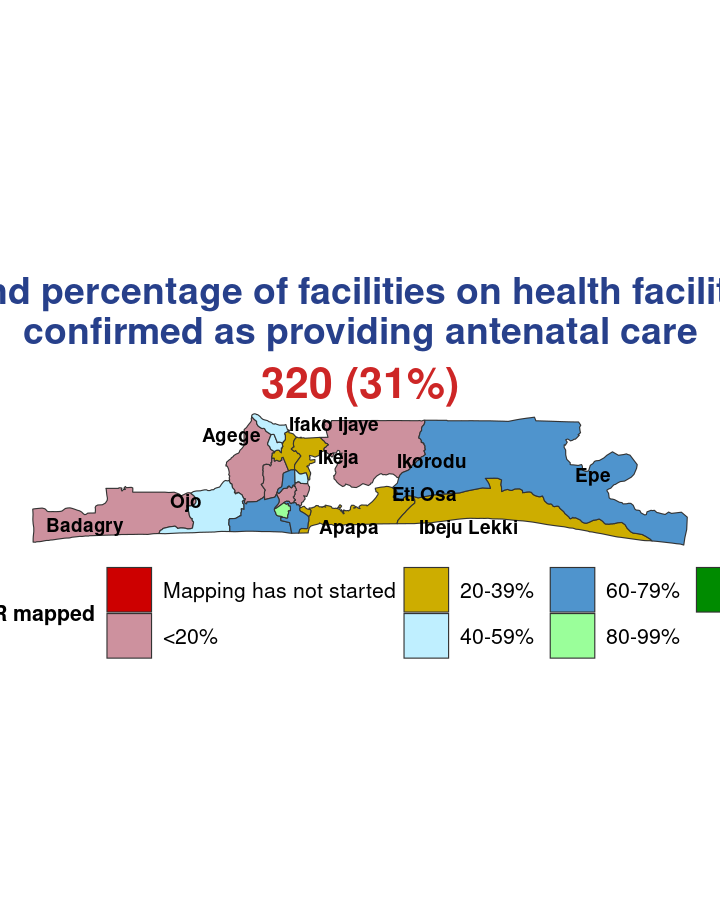 nd percentage of facilities on health facilit
confirmed as providing antenatal care
320 (31%)
Ifako Ijaye
Agege
Ikeja
Ikorodu
Epe
Eti Osa
Ojo
Badagry
Apapa
Ibeju Lekki
R mapped
Mapping has not started
20-39%
60-79%
<20%
40-59%
80-99%